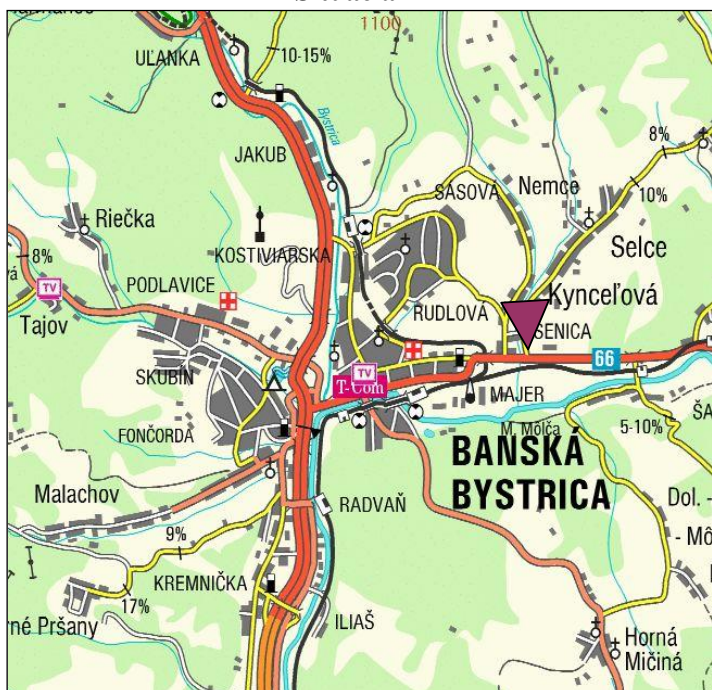 1100
10-15%
UĽANKA
Bystrica
JAKUB
8%
SÁSOVÁ
Nemce
10%
Riečka
KOSTIVIARSKA
Selce
8%
PODLAVICE
Kynceľová
TV
Tajov
RUDLOVÁ
SENICA
66
SKUBÍN
TV
T-Com
MAJER
ŠA
FONČORDA
M. Môlča
5-10%
BANSKÁ
BYSTRICA
Malachov
RADVAŇ
Dol. -
- Mô
9%
KREMNIČKA
17%
rné Pršany
ILIAŠ
Horná
Mičiná